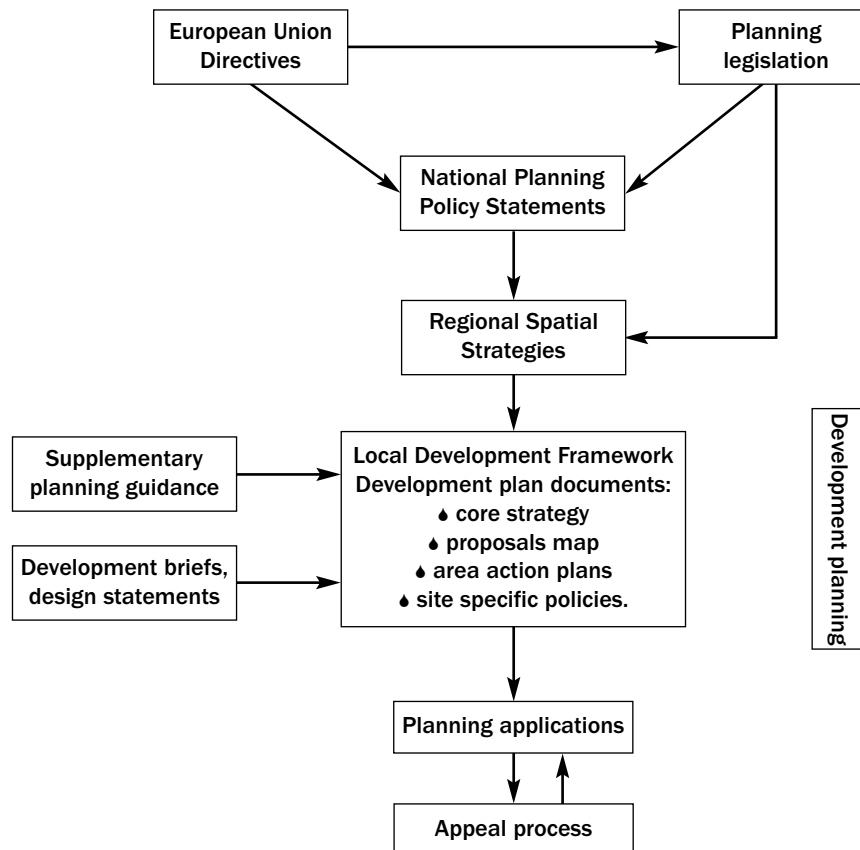 European Union
Directives
Planning
legislation
National Planning
Policy Statements
Regional Spatial
Strategies
Supplementary
planning guidance
Development briefs,
design statements
Local Development Framework
Development plan documents:
core strategy
proposals map
area action plans
site specific policies.
Development planning
Planning applications
Appeal process